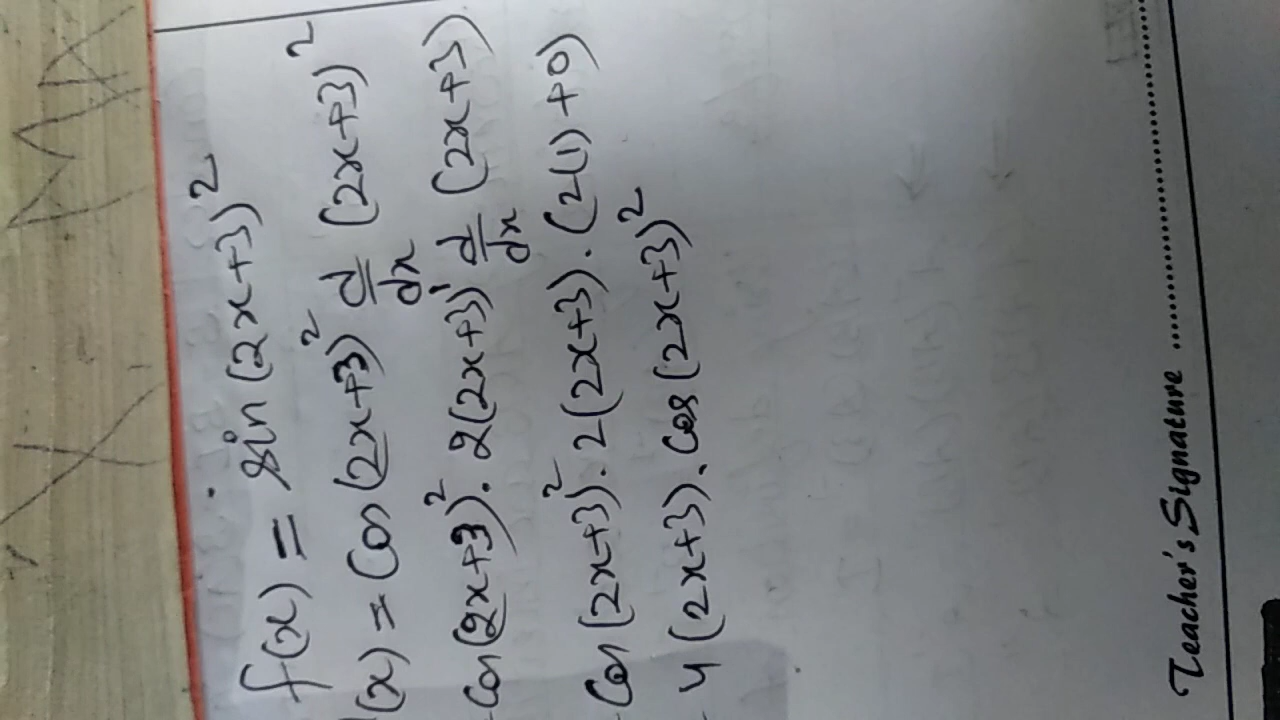 f(x) = sin(2x+3)²
(x) = Cos(2x+3)² d/dx (2x+3)²
Cos(2x+3)². 2(2x+3)¹ d/dx (2x+3)
Cos(2x+3)². 2(2x+3).(2(1)+0)
4(2x+3). Cos(2x+3)²
Teacher's Signature ........................